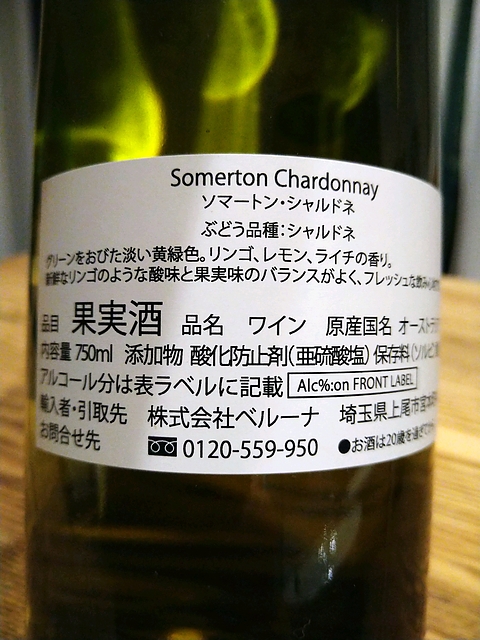 Somerton Chardonnay
ソマートン・シャルドネ
ぶどう品種:シャルドネ
グリーンをおびた淡い黄緑色。リンゴ、レモン、ライチの香り。
新鮮なリンゴのような酸味と果実味のバランスがよく、フレッシュな飲み
品目 果実酒 品名 ワイン 原産国名 オーストラ
内容量 750ml 添加物 酸化防止剤(亜硫酸塩) 保存料(ソルビン
アルコール分は表ラベルに記載 Alc%:on FRONT LABEL
輸入者・引取先 株式会社ベルーナ 埼玉県上尾市宮本
お問合せ先 0120-559-950 ●お酒は20歳を過ぎ